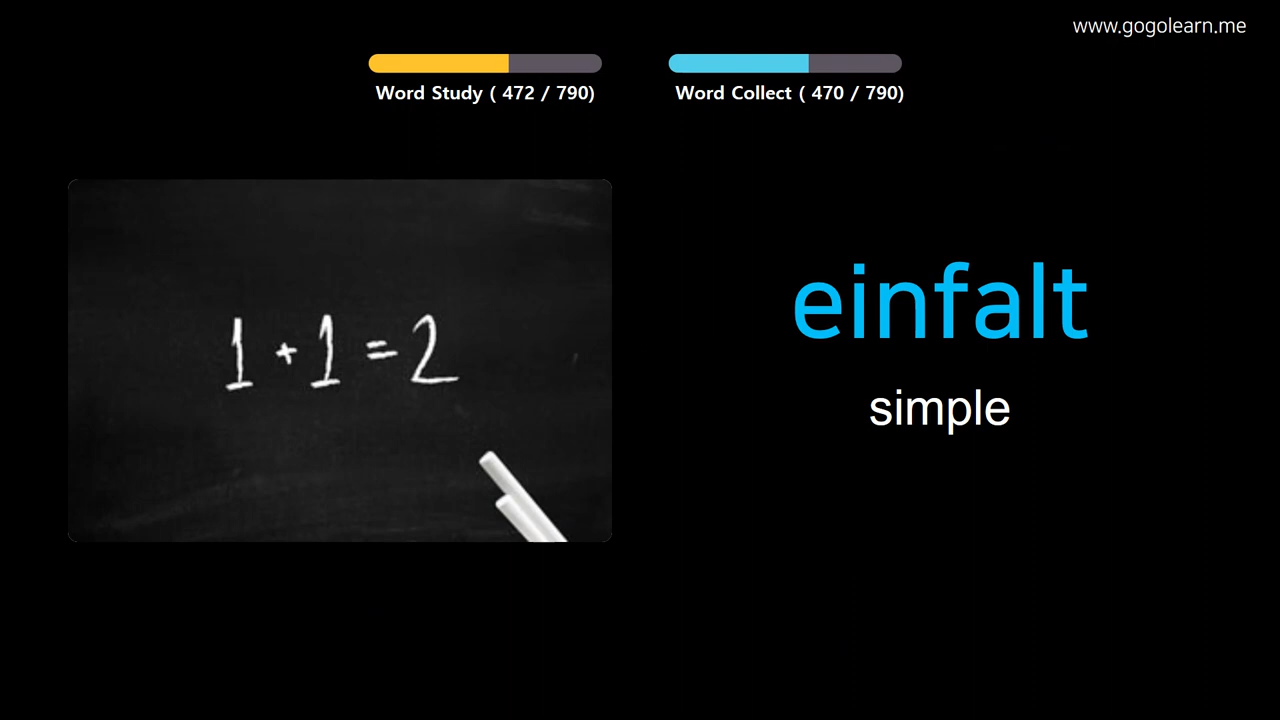 www.gogolearn.me
Word Study ( 472 / 790)
Word Collect ( 470 / 790)
1 + 1 = 2
einfalt
simple